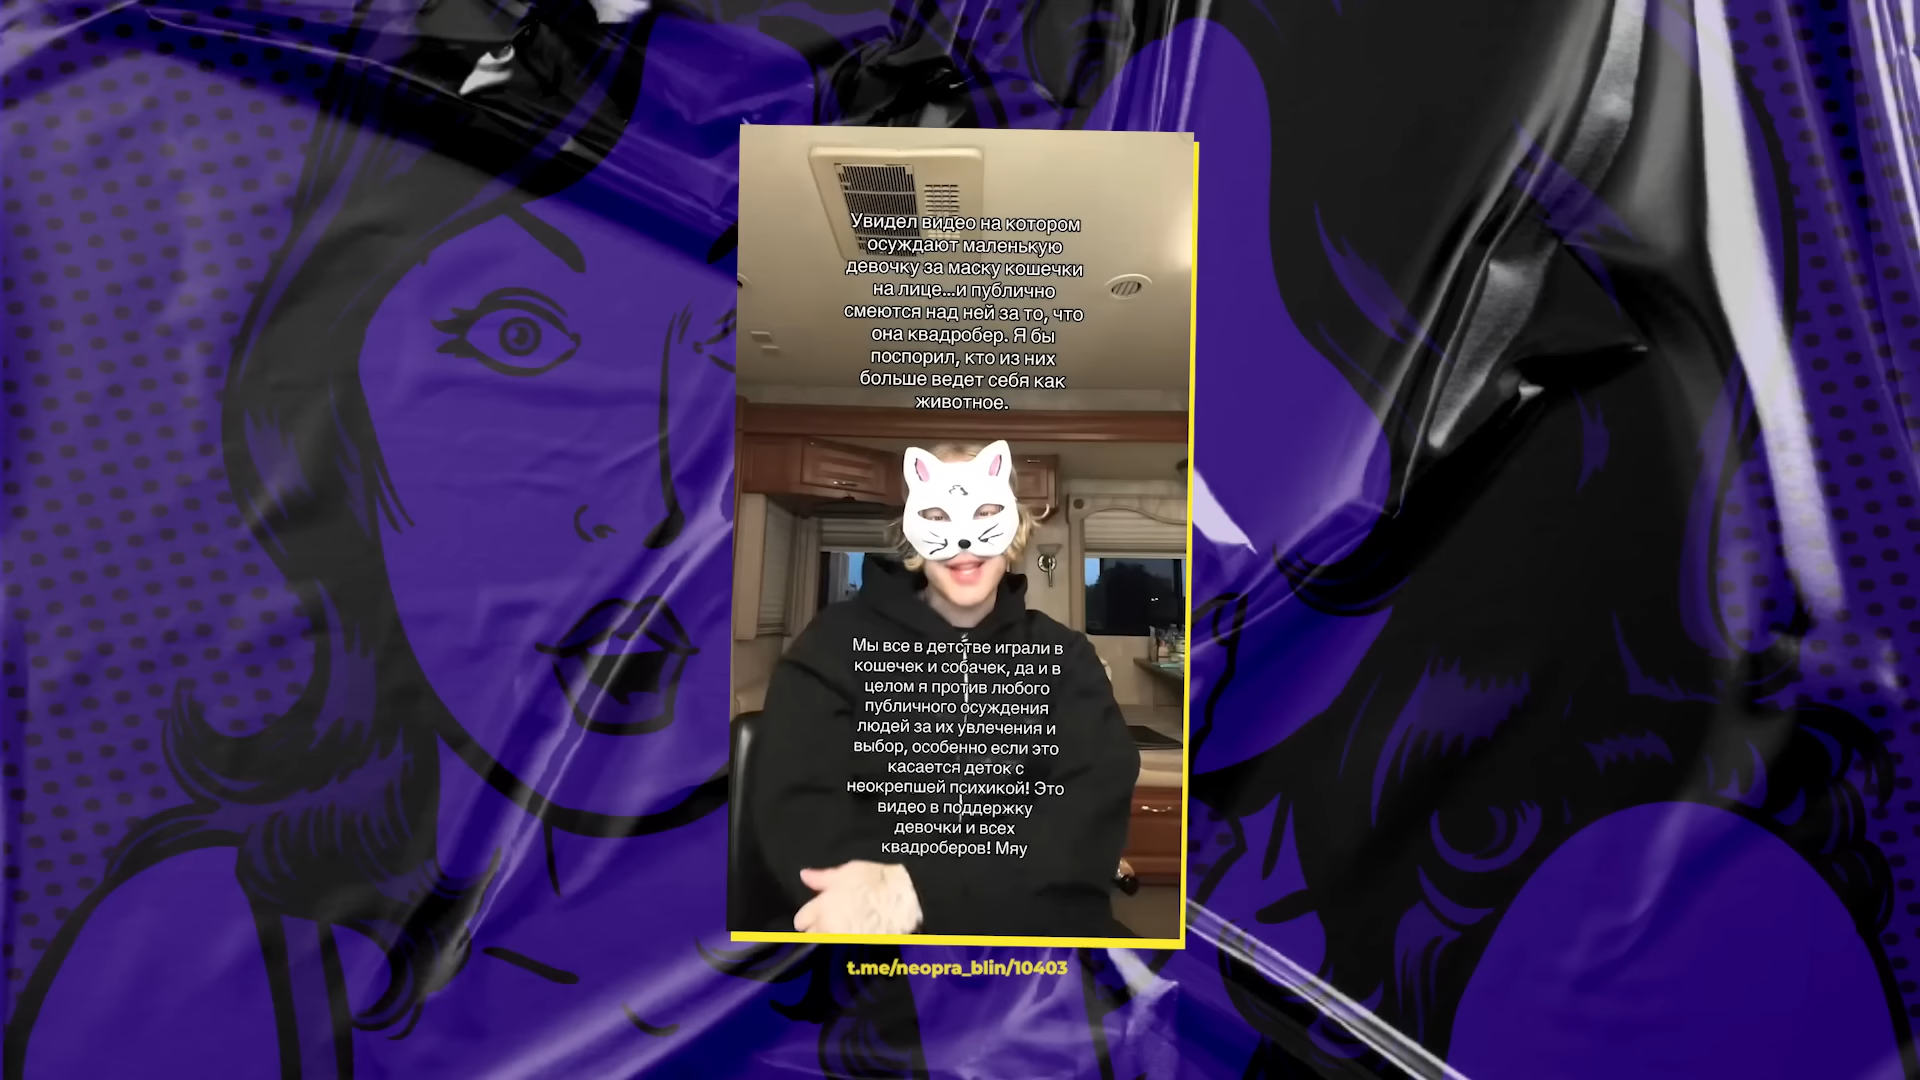 Увидел видео на котором
осуждают маленькую
девочку за маску кошечки
на лице...и публично
смеются над ней за то, что
она квадробер. Я бы
поспорил, кто из них
больше ведет себя как
животное.
Мы все в детстве играли в
кошечек и собачек, да и в
целом я против любого
публичного осуждения
людей за их увлечения и
выбор, особенно если это
касается деток с
неокрепшей психикой! Это
видео в поддержку
девочки и всех
квадроберов! Мяу
t.me/neopra_blin/10403